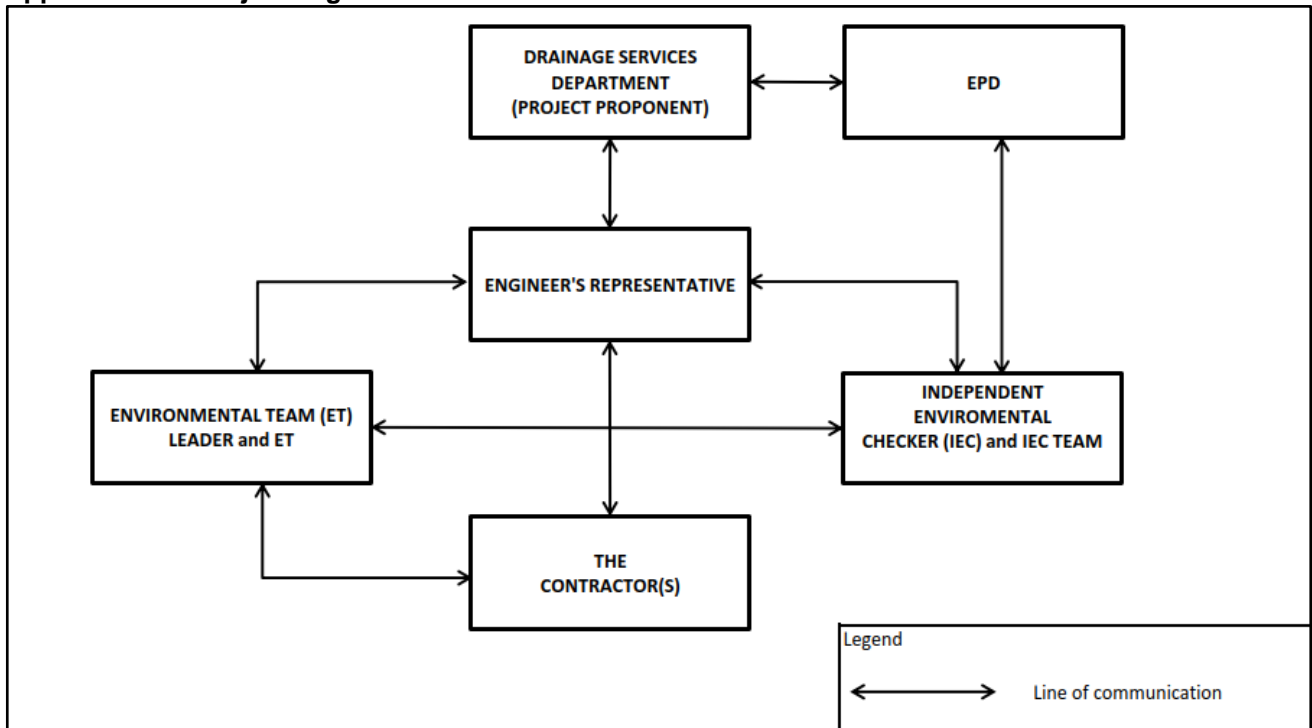 DRAINAGE SERVICES
DEPARTMENT
(PROJECT PROPONENT)
EPD
ENGINEER'S REPRESENTATIVE
ENVIRONMENTAL TEAM (ET)
LEADER and ET
INDEPENDENT
ENVIROMENTAL
CHECKER (IEC) and IEC TEAM
THE
CONTRACTOR(S)
Legend
Line of communication